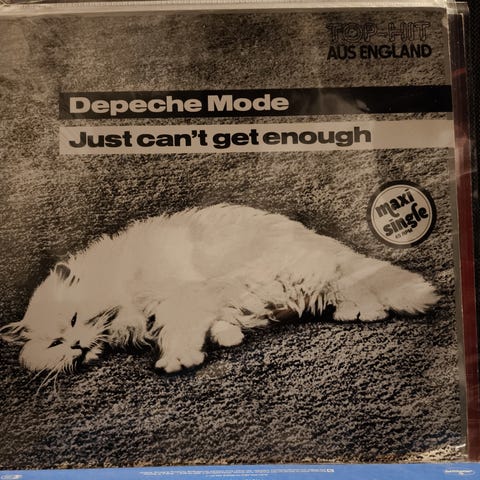 TOP-HIT
AUS ENGLAND
Depeche Mode
Just can't get enough
maxi
single